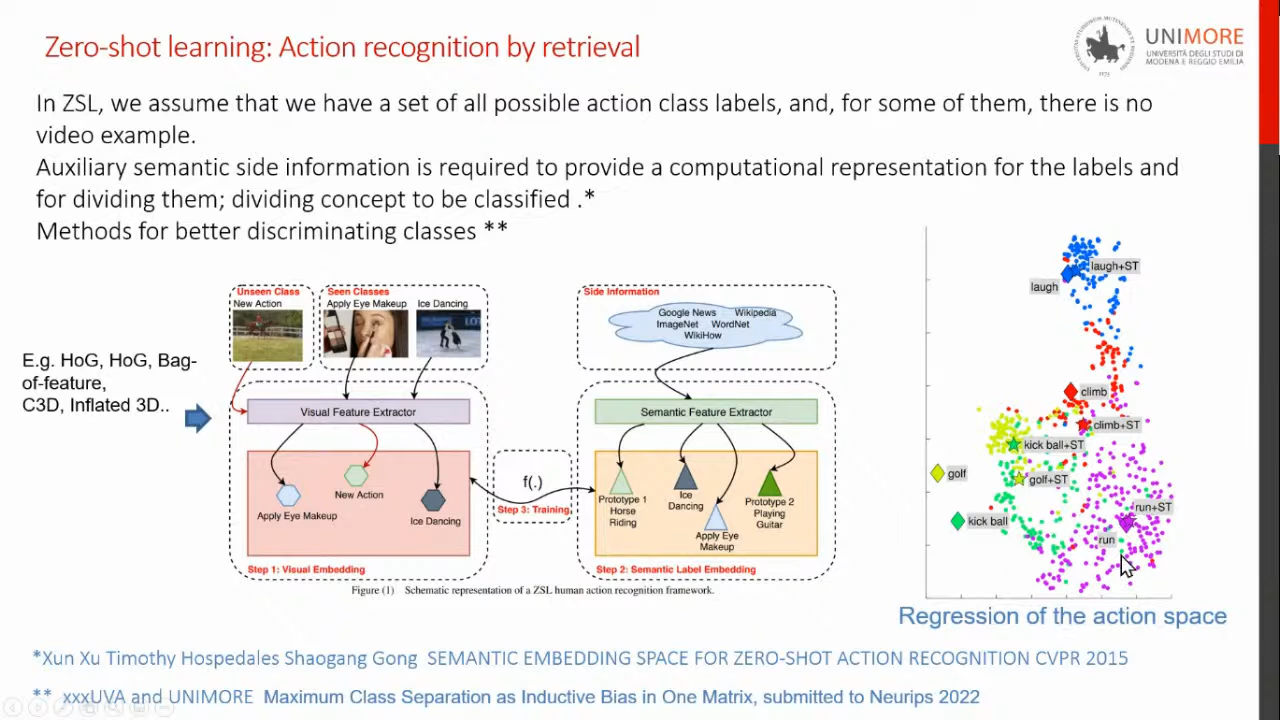 Zero-shot learning: Action recognition by retrieval
UNIMORE
UNIVERSITÀ DEGLI STUDI DI
MODENA E REGGIO EMILIA
In ZSL, we assume that we have a set of all possible action class labels, and, for some of them, there is no
video example.
Auxiliary semantic side information is required to provide a computational representation for the labels and
for dividing them; dividing concept to be classified .*
Methods for better discriminating classes **
E.g. HoG, HoG, Bag-
of-feature,
C3D, Inflated 3D..
Unseen Class
New Action
Seen Classes
Apply Eye Makeup Ice Dancing
Visual Feature Extractor
Apply Eye Makeup
New Action
Ice Dancing
Step 1: Visual Embedding
f(.)
Step 3: Training
Side Information
Google News Wikipedia
ImageNet WordNet
WikiHow
Semantic Feature Extractor
Prototype 1
Horse
Riding
Ice
Dancing
Apply Eye
Makeup
Prototype 2
Playing
Guitar
Step 2: Semantic Label Embedding
Figure (1) Schematic representation of a ZSL human action recognition framework.
laugh+ST
laugh
climb
climb+ST
kick ball+ST
golf
golf+ST
run+ST
kick ball
run
Regression of the action space
*Xun Xu Timothy Hospedales Shaogang Gong SEMANTIC EMBEDDING SPACE FOR ZERO-SHOT ACTION RECOGNITION CVPR 2015
** xxxUVA and UNIMORE Maximum Class Separation as Inductive Bias in One Matrix, submitted to Neurips 2022